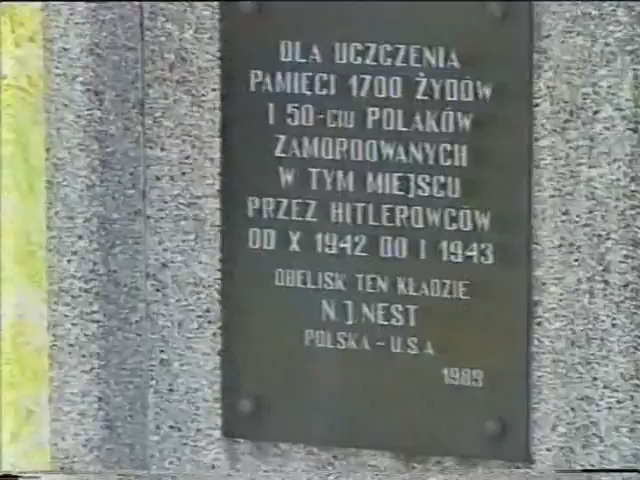 DLA UCZCZENIA
PAMIĘCI 1700 ŻYDÓW
I 50-CIU POLAKÓW
ZAMORDOWANYCH
W TYM MIEJSCU
PRZEZ HITLEROWCÓW
OD X 1942 DO I 1943
OBELISK TEN KŁADZIE
N.J. NEST
POLSKA - U.S.A.
1989